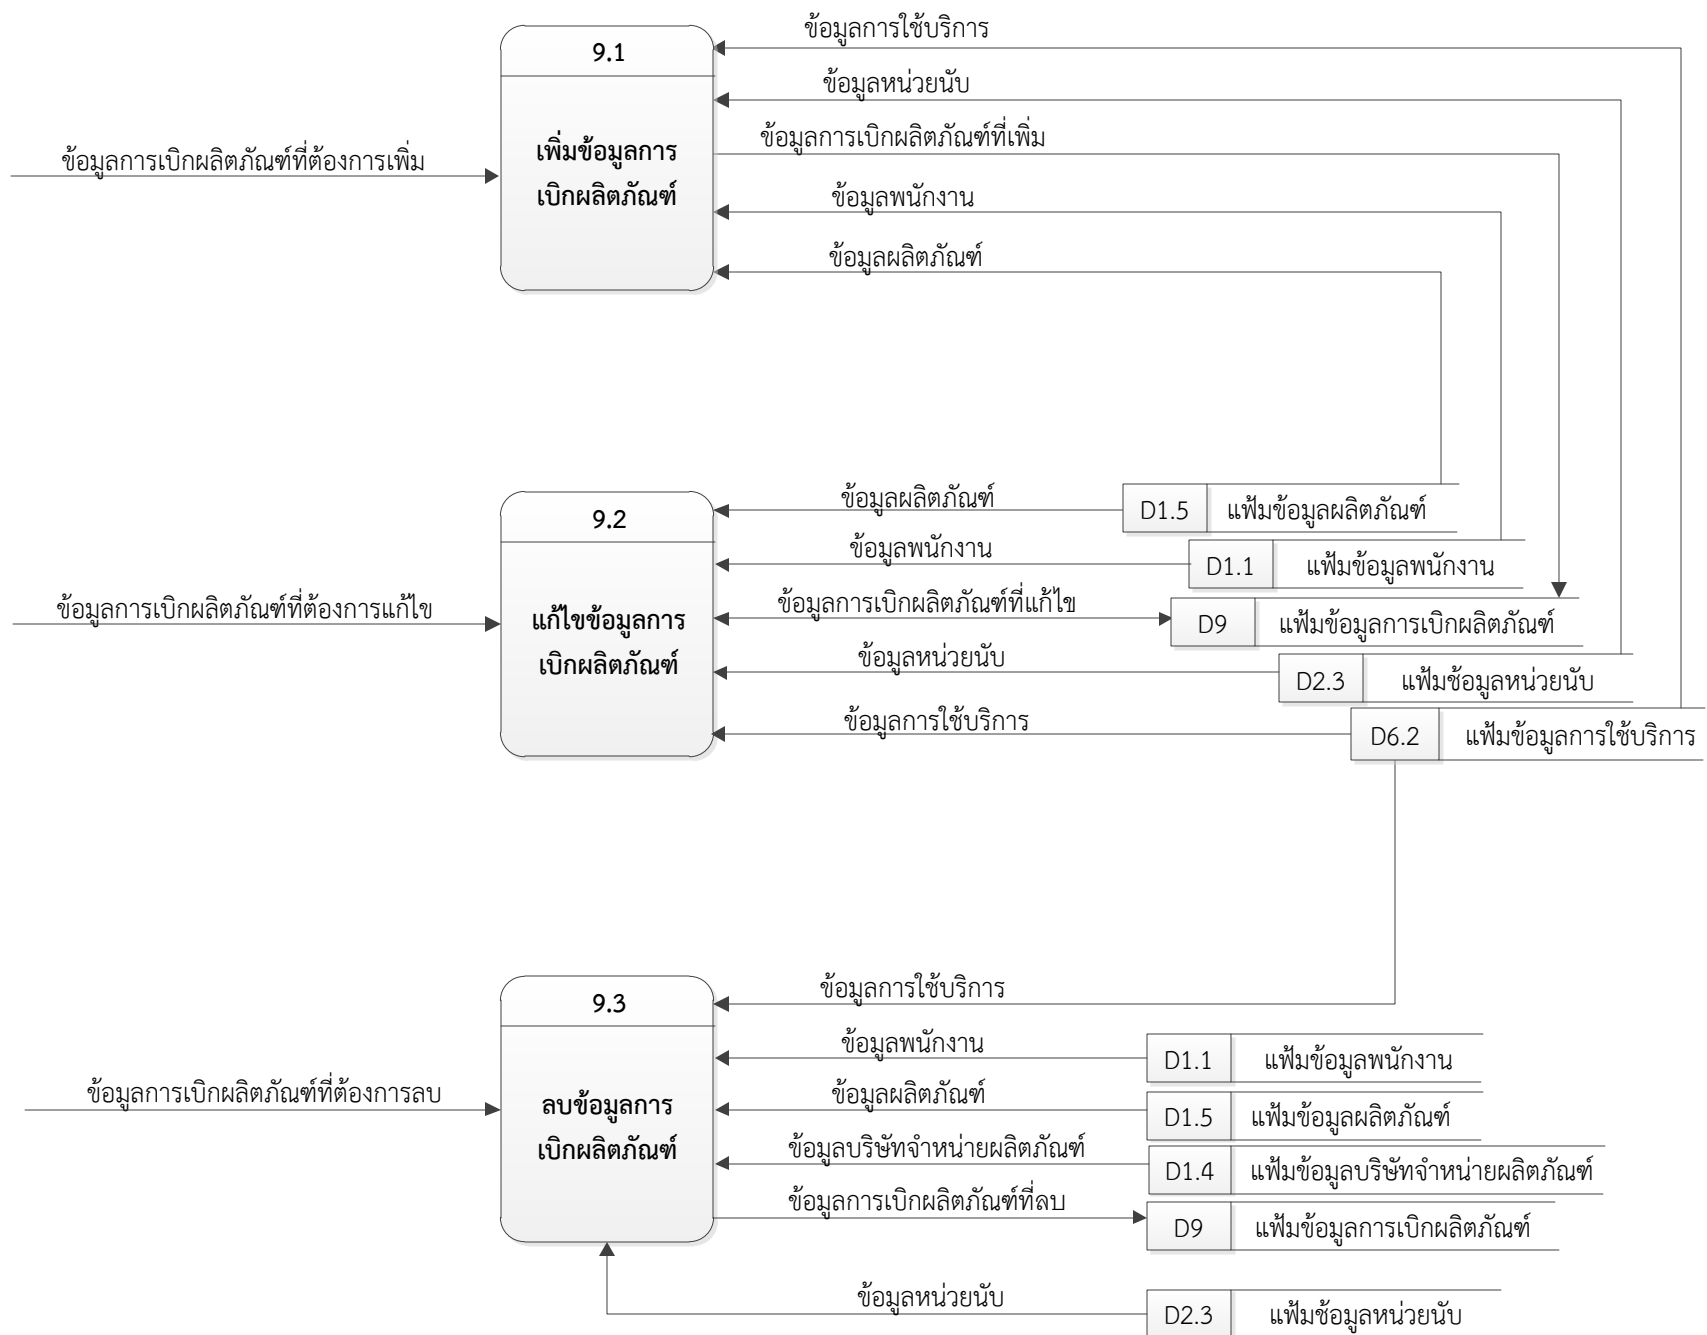 ข้อมูลการใช้บริการ
9.1
ข้อมูลหน่วยนับ
ข้อมูลการเบิกผลิตภัณฑ์ที่เพิ่ม
ข้อมูลการเบิกผลิตภัณฑ์ที่ต้องการเพิ่ม
เพิ่มข้อมูลการ
เบิกผลิตภัณฑ์
ข้อมูลพนักงาน
ข้อมูลผลิตภัณฑ์
ข้อมูลผลิตภัณฑ์
D1.5
แฟ้มข้อมูลผลิตภัณฑ์
9.2
ข้อมูลพนักงาน
D1.1
แฟ้มข้อมูลพนักงาน
ข้อมูลการเบิกผลิตภัณฑ์ที่ต้องการแก้ไข
แก้ไขข้อมูลการ
เบิกผลิตภัณฑ์
ข้อมูลการเบิกผลิตภัณฑ์ที่แก้ไข
D9
แฟ้มข้อมูลการเบิกผลิตภัณฑ์
ข้อมูลหน่วยนับ
D2.3
แฟ้มช้อมูลหน่วยนับ
ข้อมูลการใช้บริการ
D6.2
แฟ้มข้อมูลการใช้บริการ
9.3
ข้อมูลการใช้บริการ
ข้อมูลพนักงาน
D1.1
แฟ้มข้อมูลพนักงาน
ข้อมูลการเบิกผลิตภัณฑ์ที่ต้องการลบ
ลบข้อมูลการ
เบิกผลิตภัณฑ์
ข้อมูลผลิตภัณฑ์
D1.5
แฟ้มข้อมูลผลิตภัณฑ์
ข้อมูลบริษัทจำหน่ายผลิตภัณฑ์
D1.4
แฟ้มข้อมูลบริษัทจำหน่ายผลิตภัณฑ์
ข้อมูลการเบิกผลิตภัณฑ์ที่ลบ
D9
แฟ้มข้อมูลการเบิกผลิตภัณฑ์
ข้อมูลหน่วยนับ
D2.3
แฟ้มช้อมูลหน่วยนับ